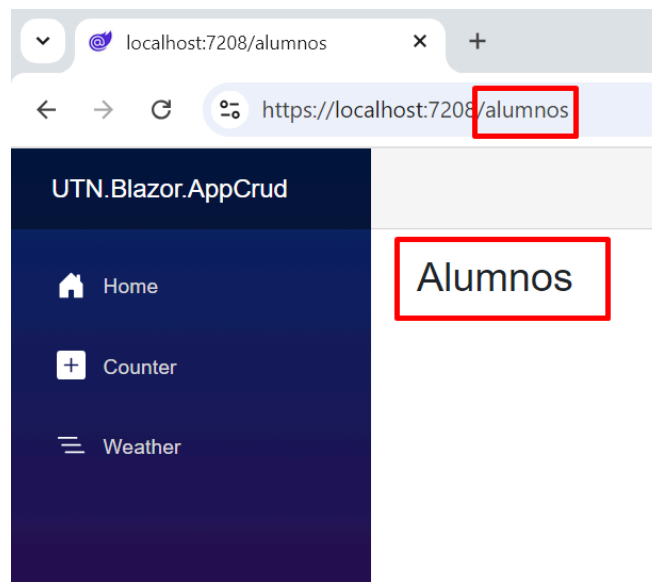 localhost:7208/alumnos
https://localhost:7208/alumnos
UTN.Blazor.AppCrud
Alumnos
Home
Counter
Weather